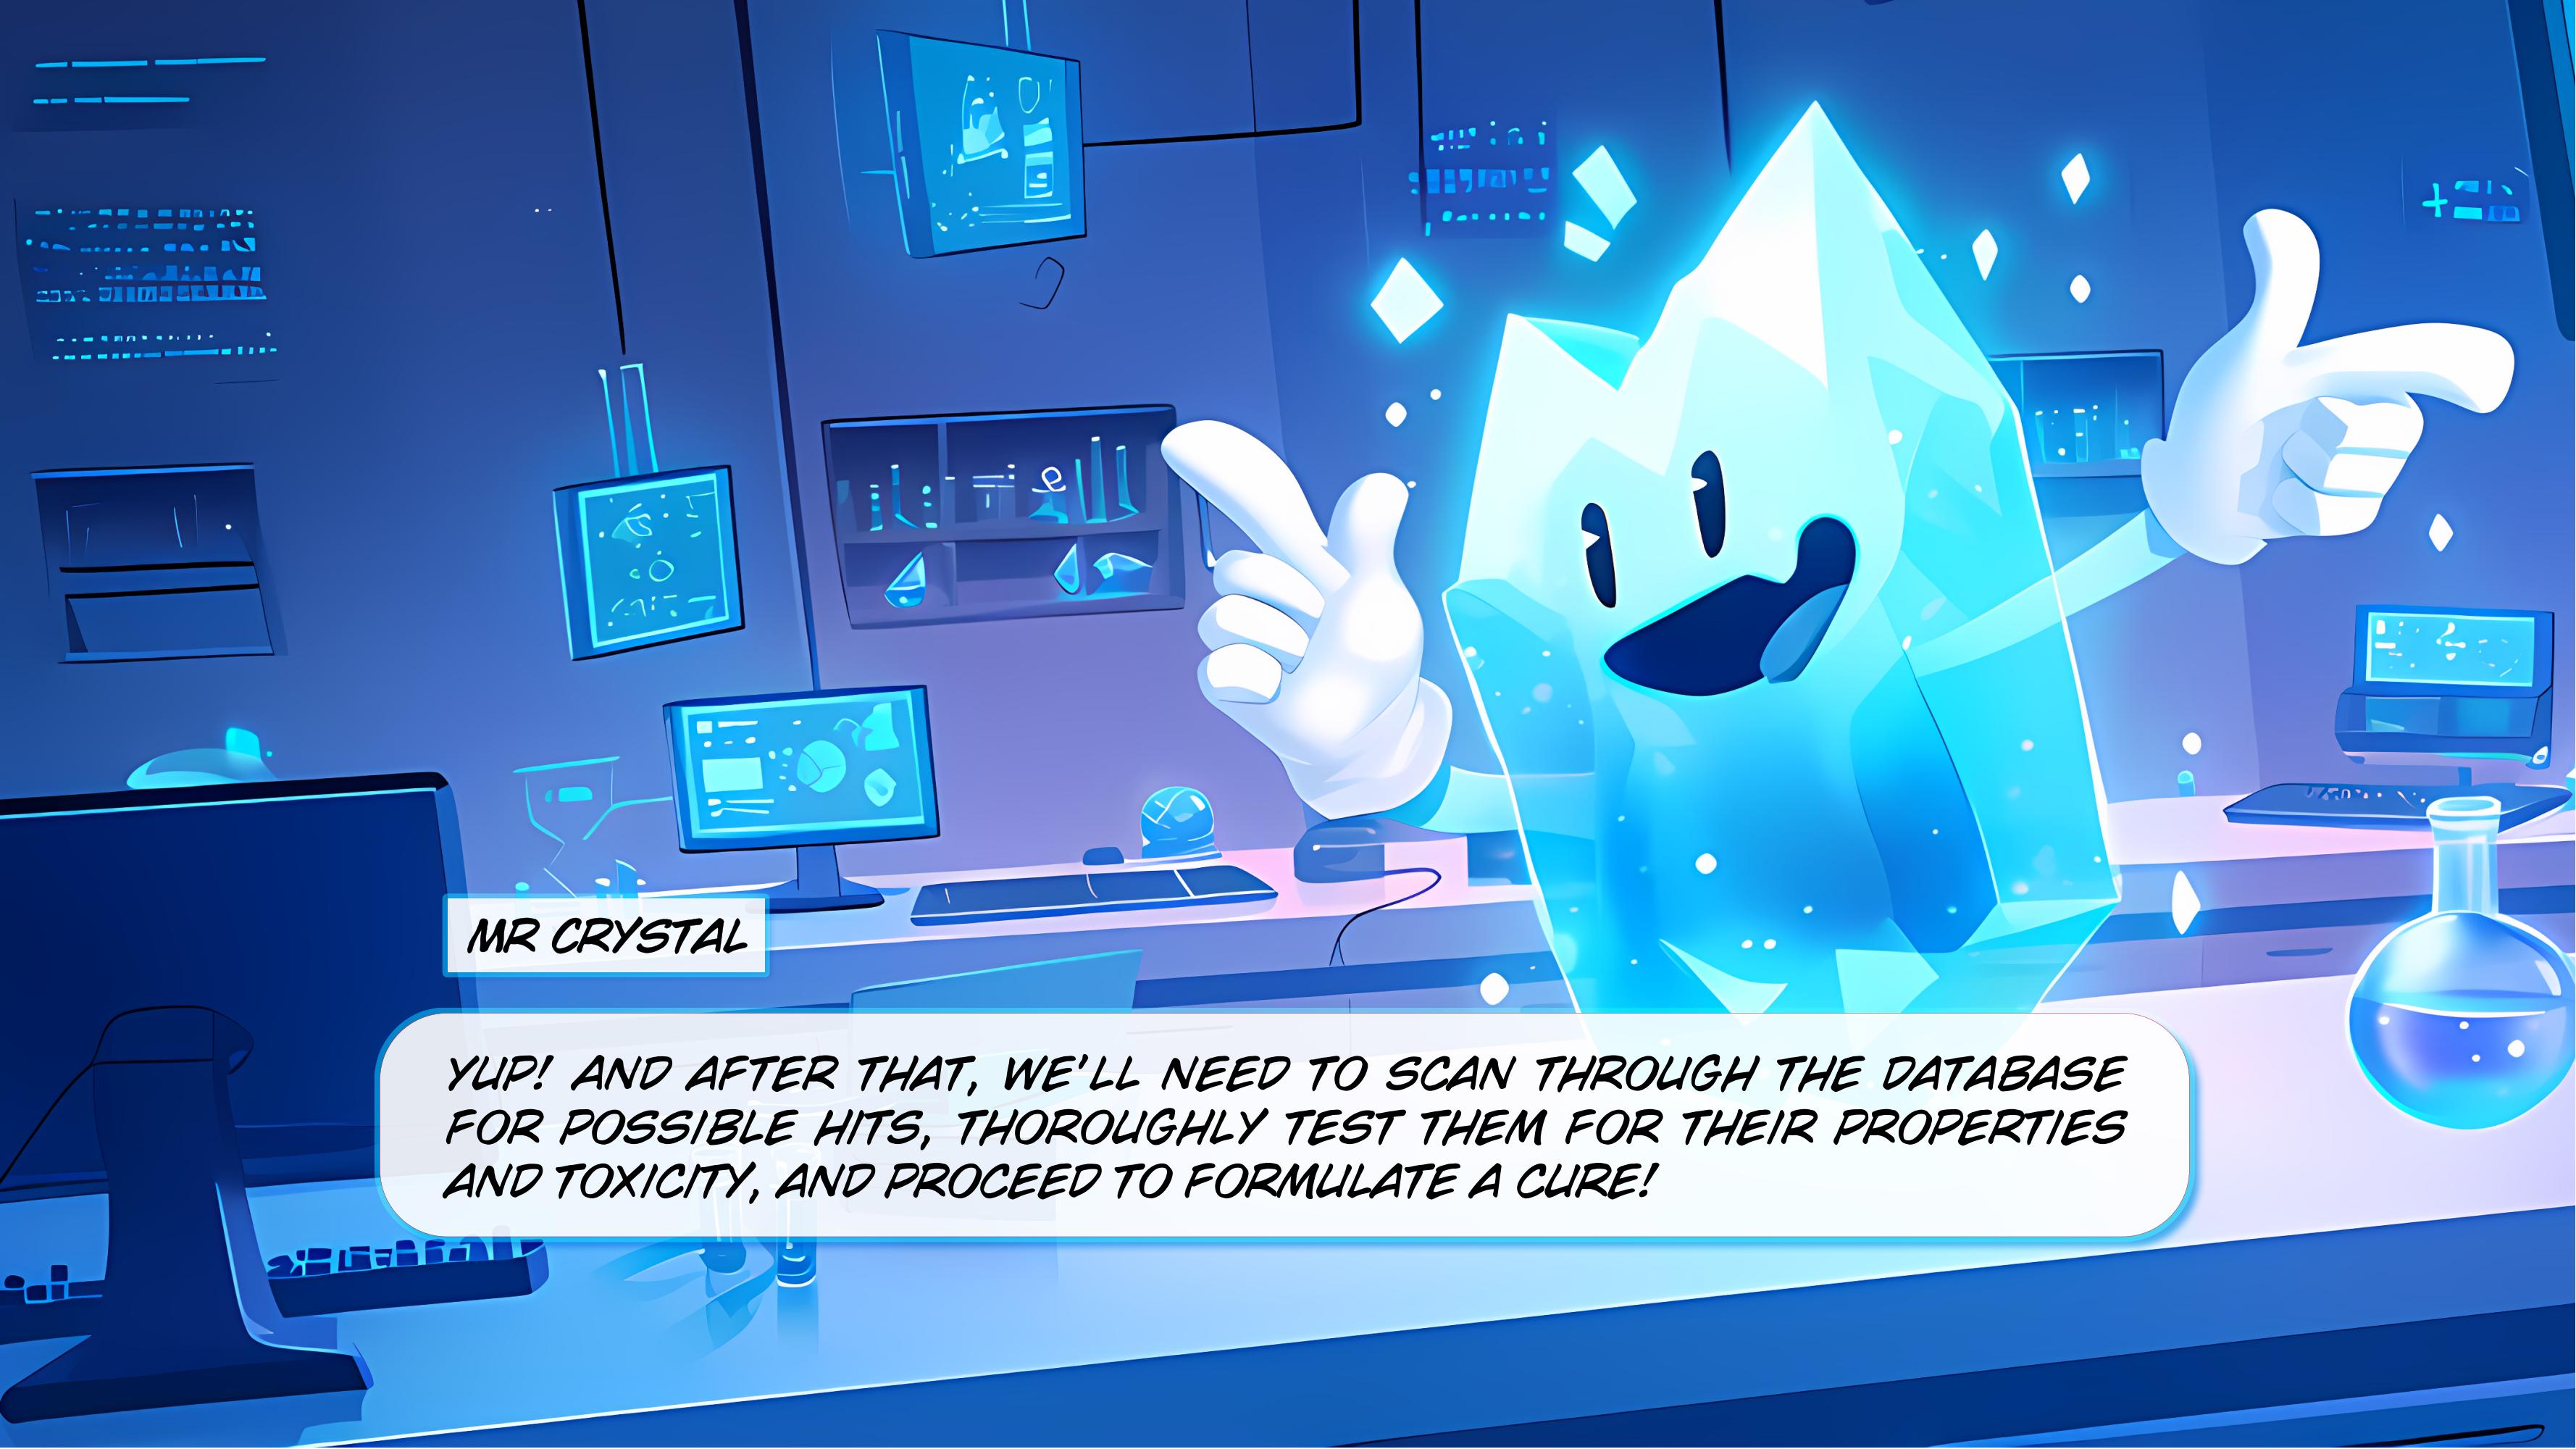 MR CRYSTAL
YUP! AND AFTER THAT, WE'LL NEED TO SCAN THROUGH THE DATABASE
FOR POSSIBLE HITS, THOROUGHLY TEST THEM FOR THEIR PROPERTIES
AND TOXICITY, AND PROCEED TO FORMULATE A CURE!